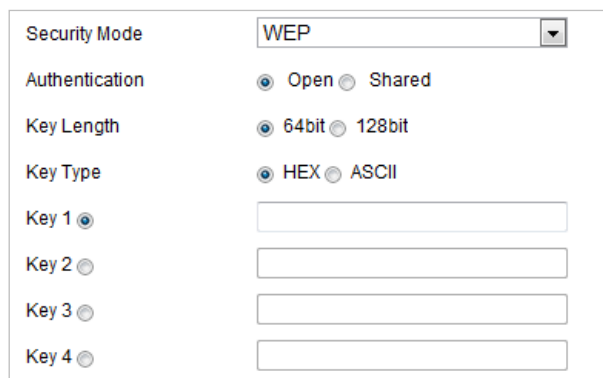 Security Mode WEP
Authentication Open Shared
Key Length 64bit 128bit
Key Type HEX ASCII
Key 1
Key 2
Key 3
Key 4